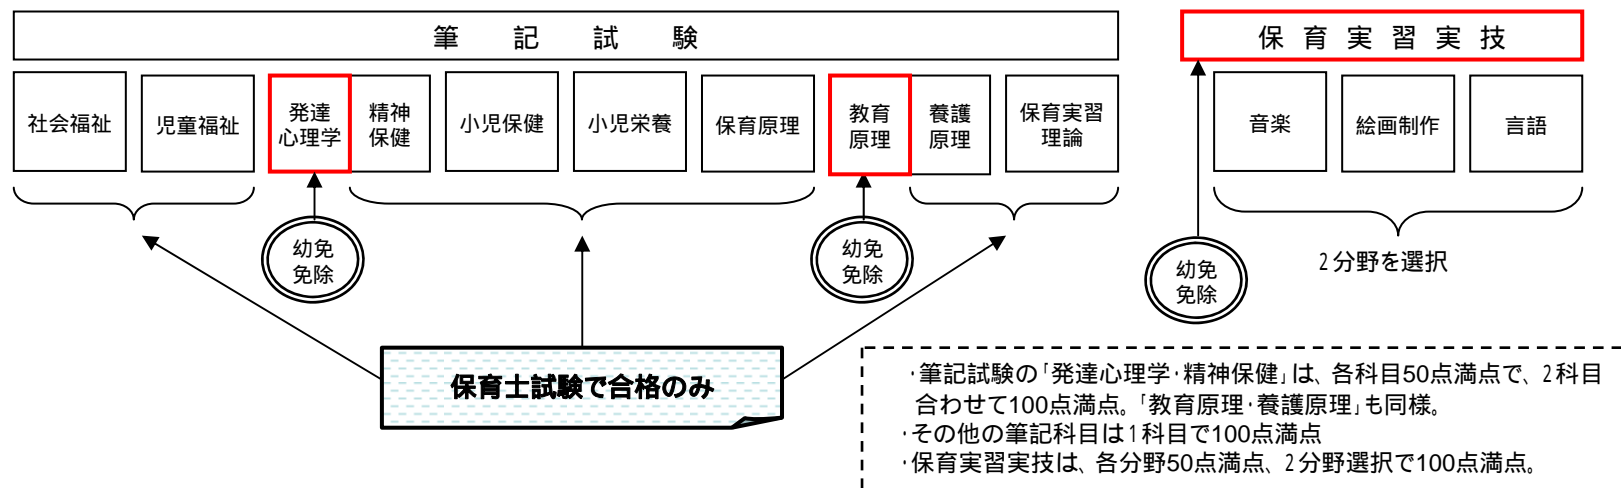 筆記試験
保育実習実技
社会福祉
児童福祉
発達
心理学
精神
保健
小児保健
小児栄養
保育原理
教育
原理
養護
原理
保育実習
理論
音楽
絵画制作
言語
幼免
免除
幼免
免除
幼免
免除
2分野を選択
保育士試験で合格のみ
・筆記試験の「発達心理学・精神保健」は、各科目50点満点で、2科目
合わせて100点満点。「教育原理・養護原理」も同様。
・その他の筆記科目は1科目で100点満点
・保育実習実技は、各分野50点満点、2分野選択で100点満点。